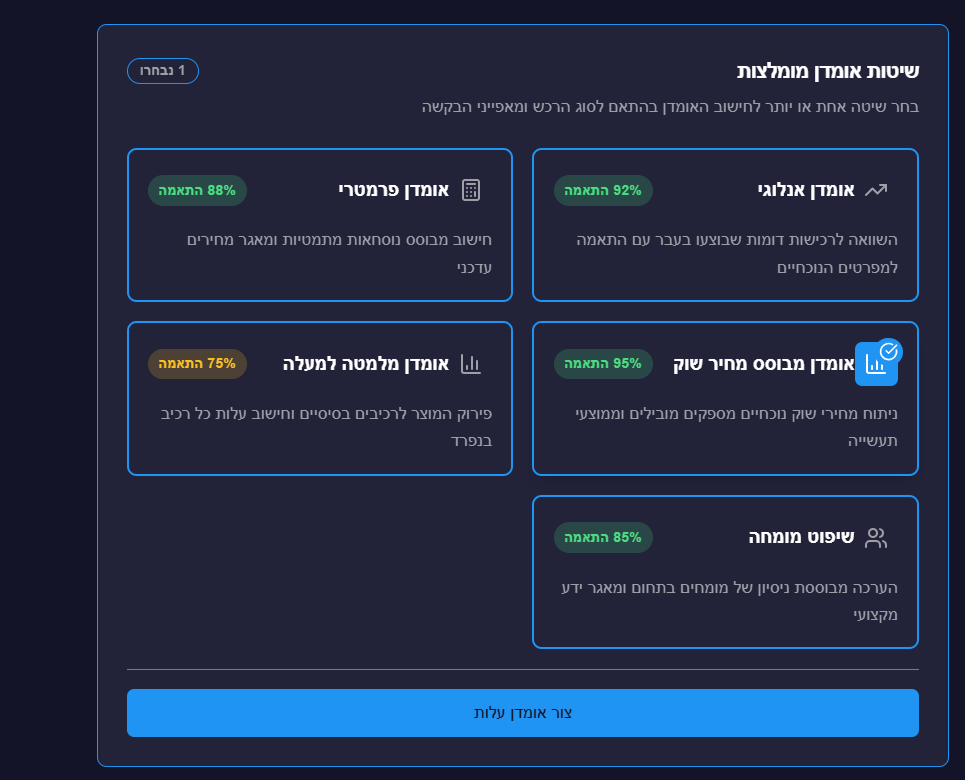 שיטות אומדן מומלצות
1 נבחרו
בחר שיטה אחת או יותר לחישוב האומדן בהתאם לסוג הרכש ומאפייני הבקשה
אומדן אנלוגי
92% התאמה
השוואה לרכישות דומות שבוצעו בעבר עם התאמה
למפרטים הנוכחיים
אומדן פרמטרי
88% התאמה
חישוב מבוסס נוסחאות מתמטיות ומאגר מחירים
עדכני
אומדן מבוסס מחיר שוק
95% התאמה
ניתוח מחירי שוק נוכחיים מספקים מובילים וממוצעי
תעשייה
אומדן מלמטה למעלה
75% התאמה
פירוק המוצר לרכיבים בסיסיים וחישוב עלות כל רכיב
בנפרד
שיפוט מומחה
85% התאמה
הערכה מבוססת ניסיון של מומחים בתחום ומאגר ידע
מקצועי
צור אומדן עלות